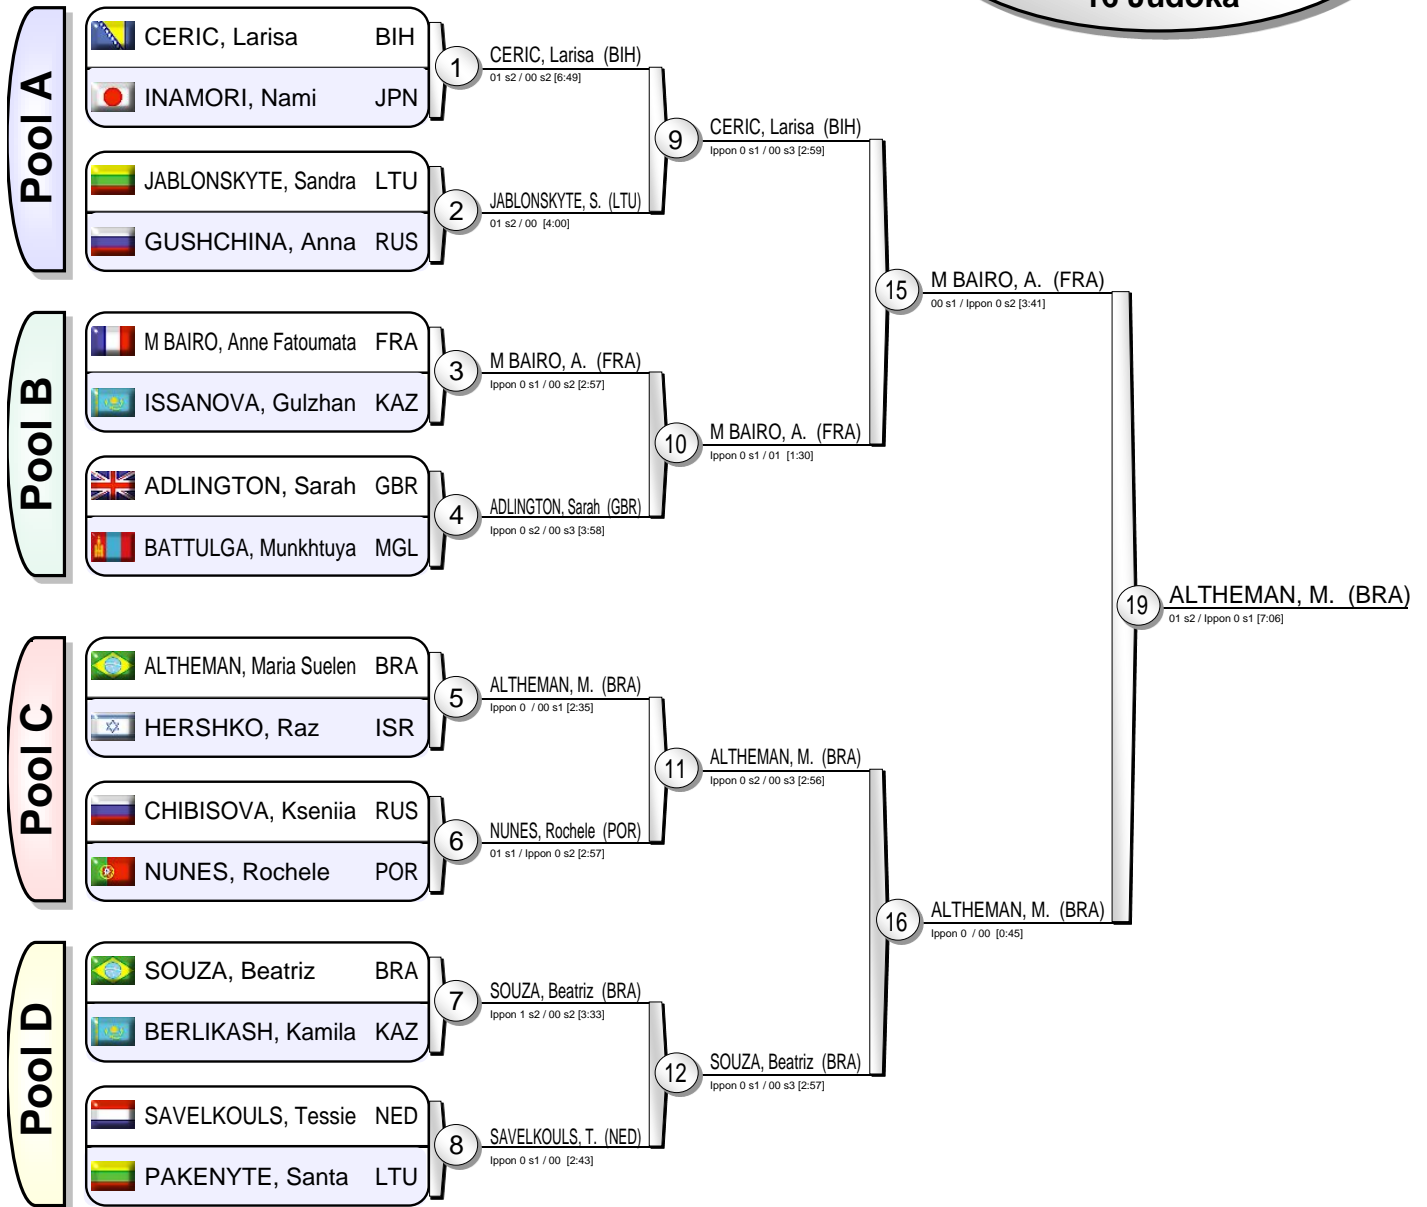 16 Judoka
Pool A
CERIC, Larisa BIH
INAMORI, Nami JPN
JABLONSKYTE, Sandra LTU
GUSHCHINA, Anna RUS
Pool B
M BAIRO, Anne Fatoumata FRA
ISSANOVA, Gulzhan KAZ
ADLINGTON, Sarah GBR
BATTULGA, Munkhtuya MGL
Pool C
ALTHEMAN, Maria Suelen BRA
HERSHKO, Raz ISR
CHIBISOVA, Kseniia RUS
NUNES, Rochele POR
Pool D
SOUZA, Beatriz BRA
BERLIKASH, Kamila KAZ
SAVELKOULS, Tessie NED
PAKENYTE, Santa LTU
1
CERIC, Larisa (BIH)
01 s2 / 00 s2 [6:49]
2
JABLONSKYTE, S. (LTU)
01 s2 / 00 [4:00]
3
M BAIRO, A. (FRA)
Ippon 0 s1 / 00 s2 [2:57]
4
ADLINGTON, Sarah (GBR)
Ippon 0 s2 / 00 s3 [3:58]
5
ALTHEMAN, M. (BRA)
Ippon 0 / 00 s1 [2:35]
6
NUNES, Rochele (POR)
01 s1 / Ippon 0 s2 [2:57]
7
SOUZA, Beatriz (BRA)
Ippon 1 s2 / 00 s2 [3:33]
8
SAVELKOULS, T. (NED)
Ippon 0 s1 / 00 [2:43]
9
CERIC, Larisa (BIH)
Ippon 0 s1 / 00 s3 [2:59]
10
M BAIRO, A. (FRA)
Ippon 0 s1 / 01 [1:30]
11
ALTHEMAN, M. (BRA)
Ippon 0 s2 / 00 s3 [2:56]
12
SOUZA, Beatriz (BRA)
Ippon 0 s1 / 00 s3 [2:57]
15
M BAIRO, A. (FRA)
00 s1 / Ippon 0 s2 [3:41]
16
ALTHEMAN, M. (BRA)
Ippon 0 / 00 [0:45]
19
ALTHEMAN, M. (BRA)
01 s2 / Ippon 0 s1 [7:06]